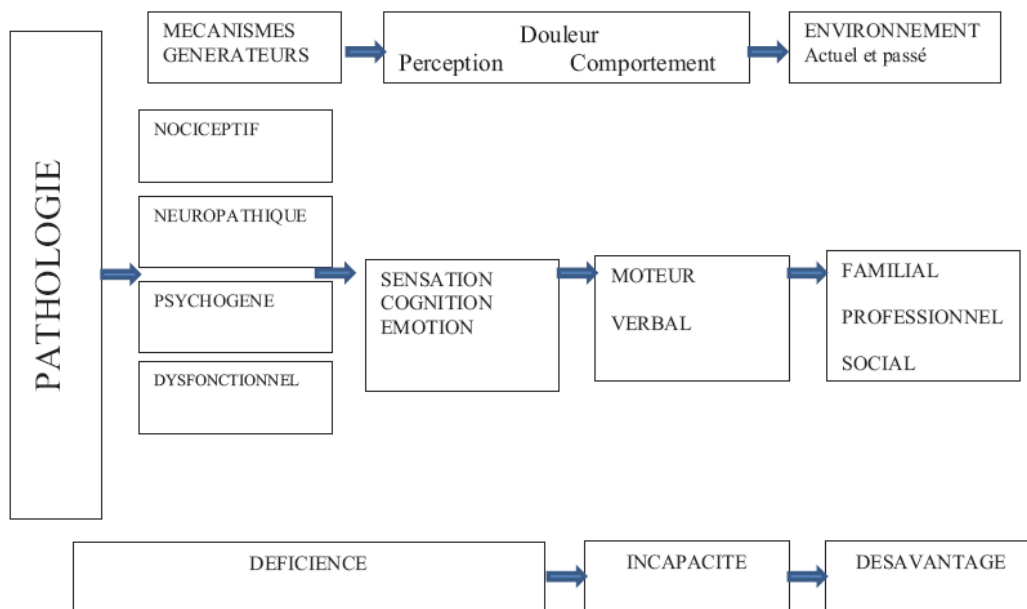 PATHOLOGIE
MECANISMES
GENERATEURS
Douleur
Perception Comportement
ENVIRONNEMENT
Actuel et passé
NOCICEPTIF
NEUROPATHIQUE
PSYCHOGENE
DYSFONCTIONNEL
SENSATION
COGNITION
EMOTION
MOTEUR
VERBAL
FAMILIAL
PROFESSIONNEL
SOCIAL
DEFICIENCE
INCAPACITE
DESAVANTAGE